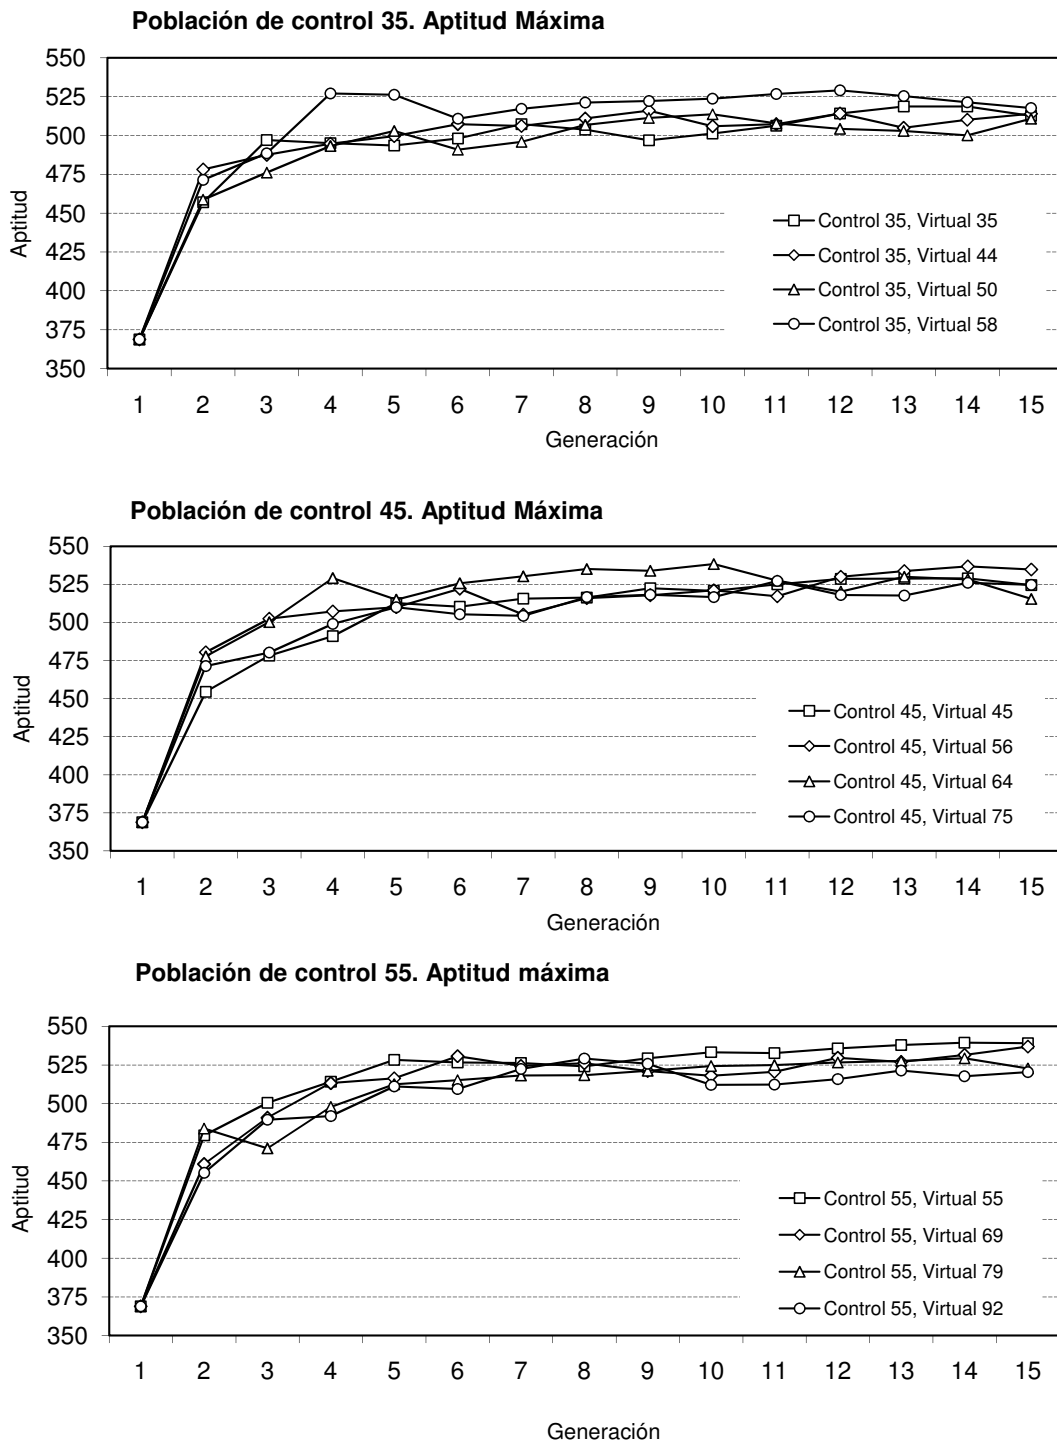 Población de control 35. Aptitud Máxima
550
525
500
475
450
425
400
375
350
Aptitud
Control 35, Virtual 35
Control 35, Virtual 44
Control 35, Virtual 50
Control 35, Virtual 58
1 2 3 4 5 6 7 8 9 10 11 12 13 14 15
Generación
Población de control 45. Aptitud Máxima
550
525
500
475
450
425
400
375
350
Aptitud
Control 45, Virtual 45
Control 45, Virtual 56
Control 45, Virtual 64
Control 45, Virtual 75
1 2 3 4 5 6 7 8 9 10 11 12 13 14 15
Generación
Población de control 55. Aptitud máxima
550
525
500
475
450
425
400
375
350
Aptitud
Control 55, Virtual 55
Control 55, Virtual 69
Control 55, Virtual 79
Control 55, Virtual 92
1 2 3 4 5 6 7 8 9 10 11 12 13 14 15
Generación